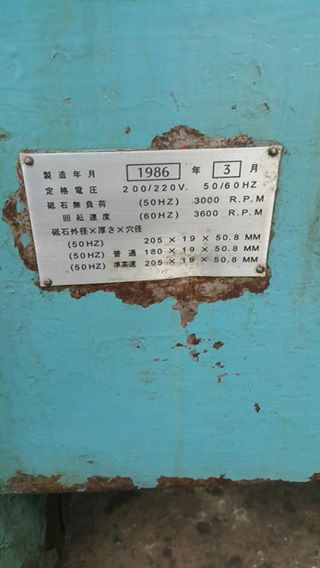 製造年月 1986 年 3 月
定格電圧 200/220V. 50/60HZ
砥石無負荷 (50HZ) 3000 R.P.M
回転速度 (60HZ) 3600 R.P.M
砥石外径×厚さ×穴径
(50HZ) 205 × 19 × 50.8 MM
(50HZ) 普通 180 × 19 × 50.8 MM
(50HZ) 準高速 205 × 19 × 50.8 MM